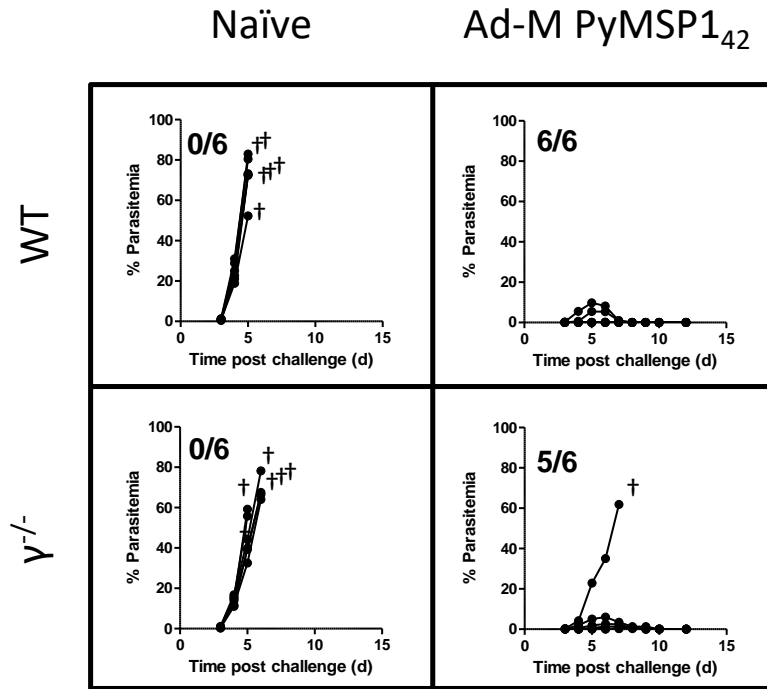 Naïve Ad-M PyMSP1₄₂
WT
% Parasitemia
100
80
60
40
20
0
0/6
††
†††
†
0 5 10 15
Time post challenge (d)
% Parasitemia
100
80
60
40
20
0
6/6
0 5 10 15
Time post challenge (d)
γ⁻/⁻
% Parasitemia
100
80
60
40
20
0
0/6
†
†
†††
†
0 5 10 15
Time post challenge (d)
% Parasitemia
100
80
60
40
20
0
5/6
†
0 5 10 15
Time post challenge (d)